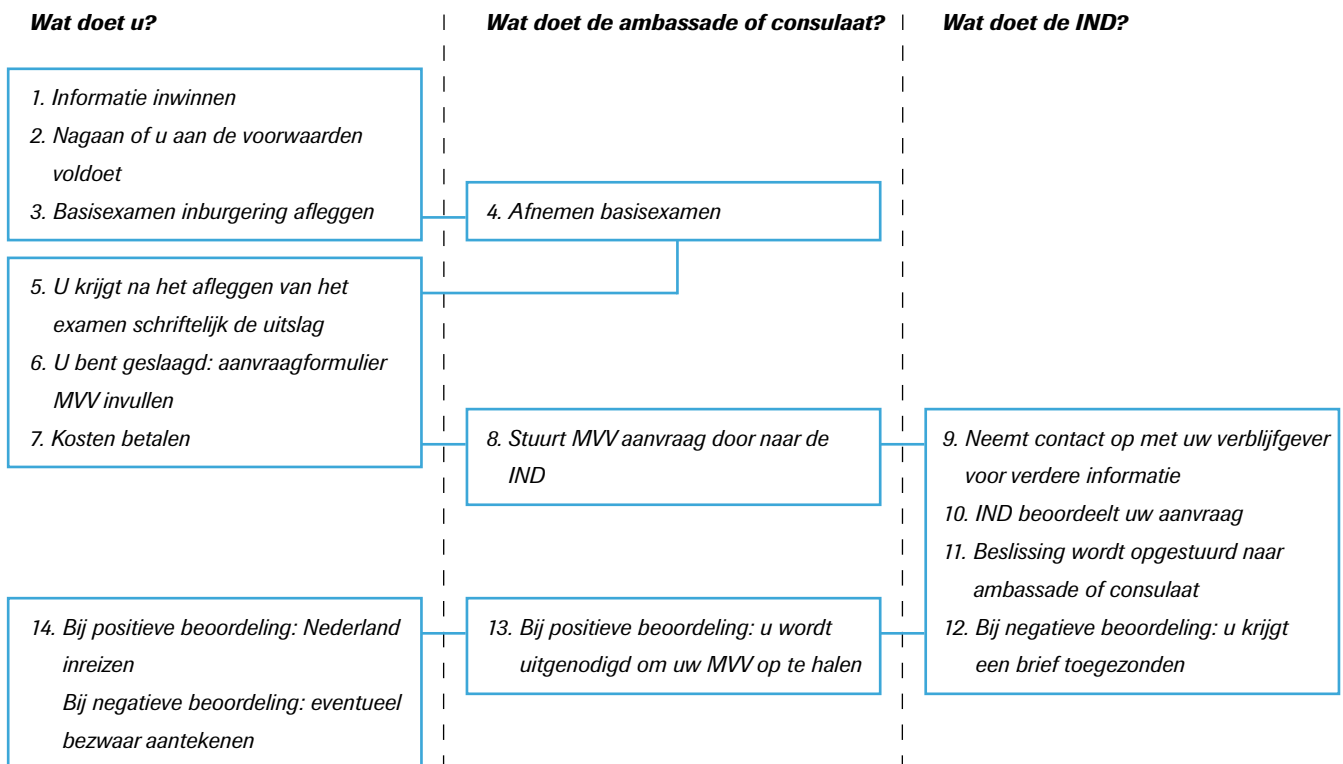 Wat doet u?
Wat doet de ambassade of consulaat?
Wat doet de IND?
1. Informatie inwinnen
2. Nagaan of u aan de voorwaarden
voldoet
3. Basisexamen inburgering afleggen
4. Afnemen basisexamen
5. U krijgt na het afleggen van het
examen schriftelijk de uitslag
6. U bent geslaagd: aanvraagformulier
MVV invullen
7. Kosten betalen
8. Stuurt MVV aanvraag door naar de
IND
9. Neemt contact op met uw verblijfgever
voor verdere informatie
10. IND beoordeelt uw aanvraag
11. Beslissing wordt opgestuurd naar
ambassade of consulaat
12. Bij negatieve beoordeling: u krijgt
een brief toegezonden
13. Bij positieve beoordeling: u wordt
uitgenodigd om uw MVV op te halen
14. Bij positieve beoordeling: Nederland
inreizen
Bij negatieve beoordeling: eventueel
bezwaar aantekenen